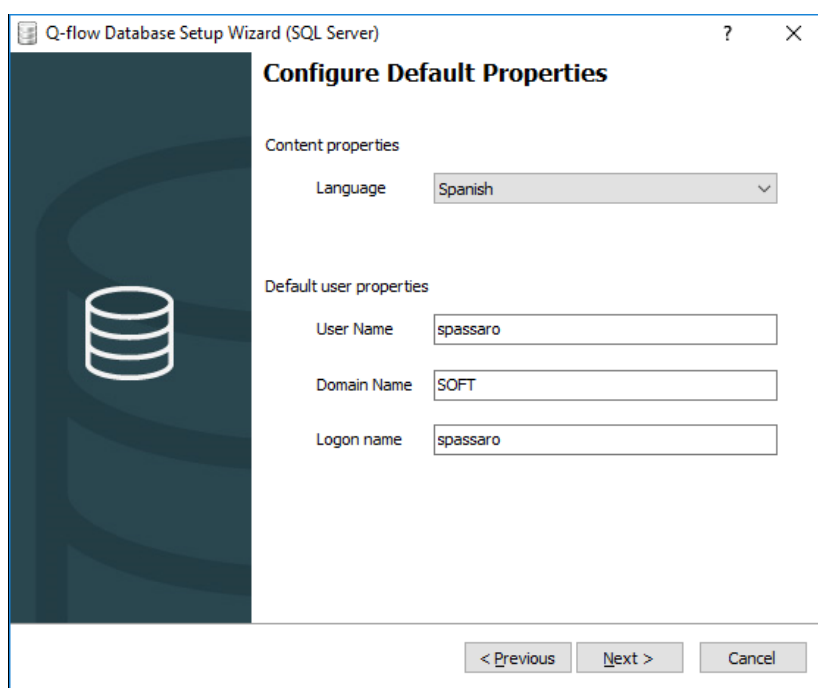 Q-flow Database Setup Wizard (SQL Server) ?
Configure Default Properties
Content properties
Language Spanish
Default user properties
User Name spassaro
Domain Name SOFT
Logon name spassaro
< Previous Next > Cancel